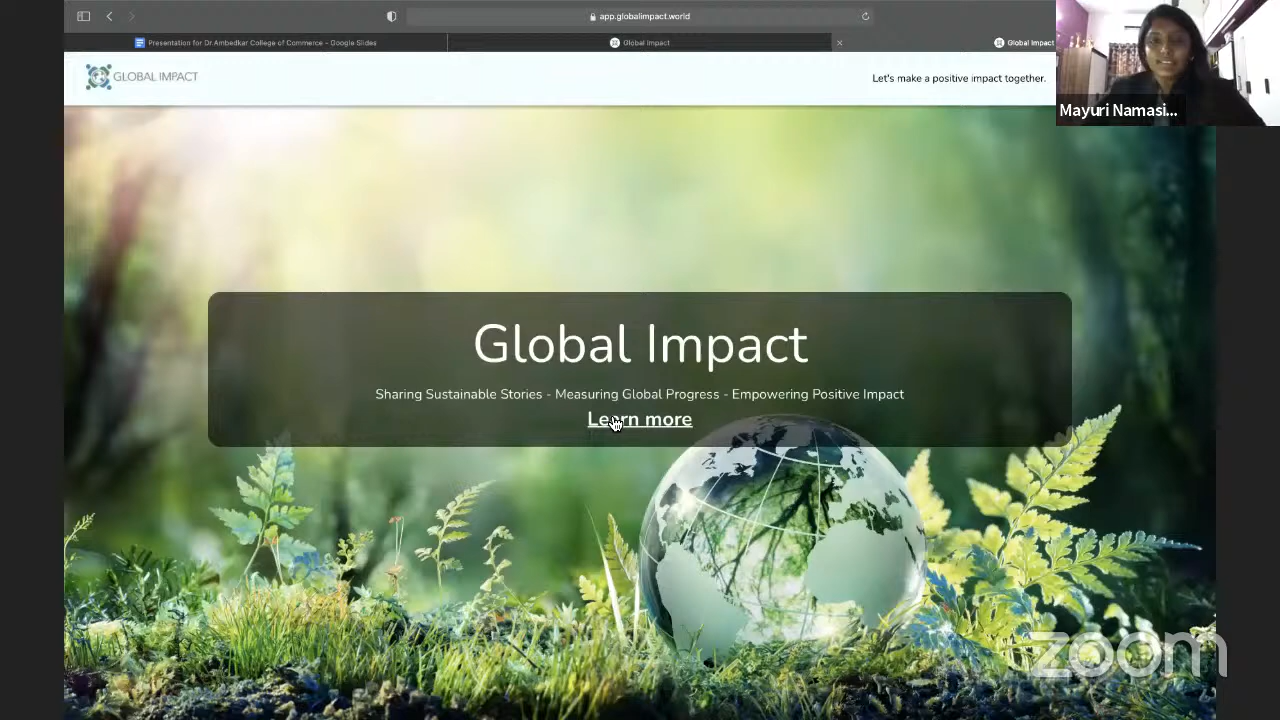 app.globalimpact.world
Presentation for Dr.Ambedkar College of Commerce - Google Slides
Global Impact
Global Impact
GLOBAL IMPACT
Let's make a positive impact together.
Mayuri Namasi...
Global Impact
Sharing Sustainable Stories - Measuring Global Progress - Empowering Positive Impact
Learn more
zoom